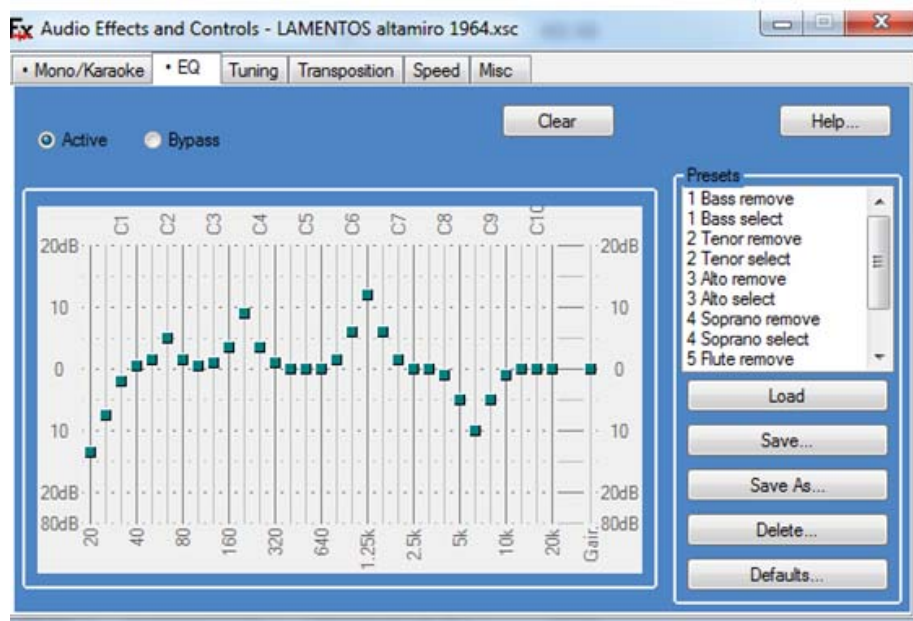 Fx Audio Effects and Controls - LAMENTOS altamiro 1964.xsc
• Mono/Karaoke • EQ Tuning Transposition Speed Misc
Active Bypass Clear Help...
Presets
1 Bass remove
1 Bass select
2 Tenor remove
2 Tenor select
3 Alto remove
3 Alto select
4 Soprano remove
4 Soprano select
5 Flute remove
Load
Save...
Save As...
Delete...
Defaults...
C1 C2 C3 C4 C5 C6 C7 C8 C9 C10
20dB 20dB
10 10
0 0
10 10
20dB 20dB
80dB 80dB
20 40 80 160 320 640 1.25k 2.5k 5k 10k 20k Gair.